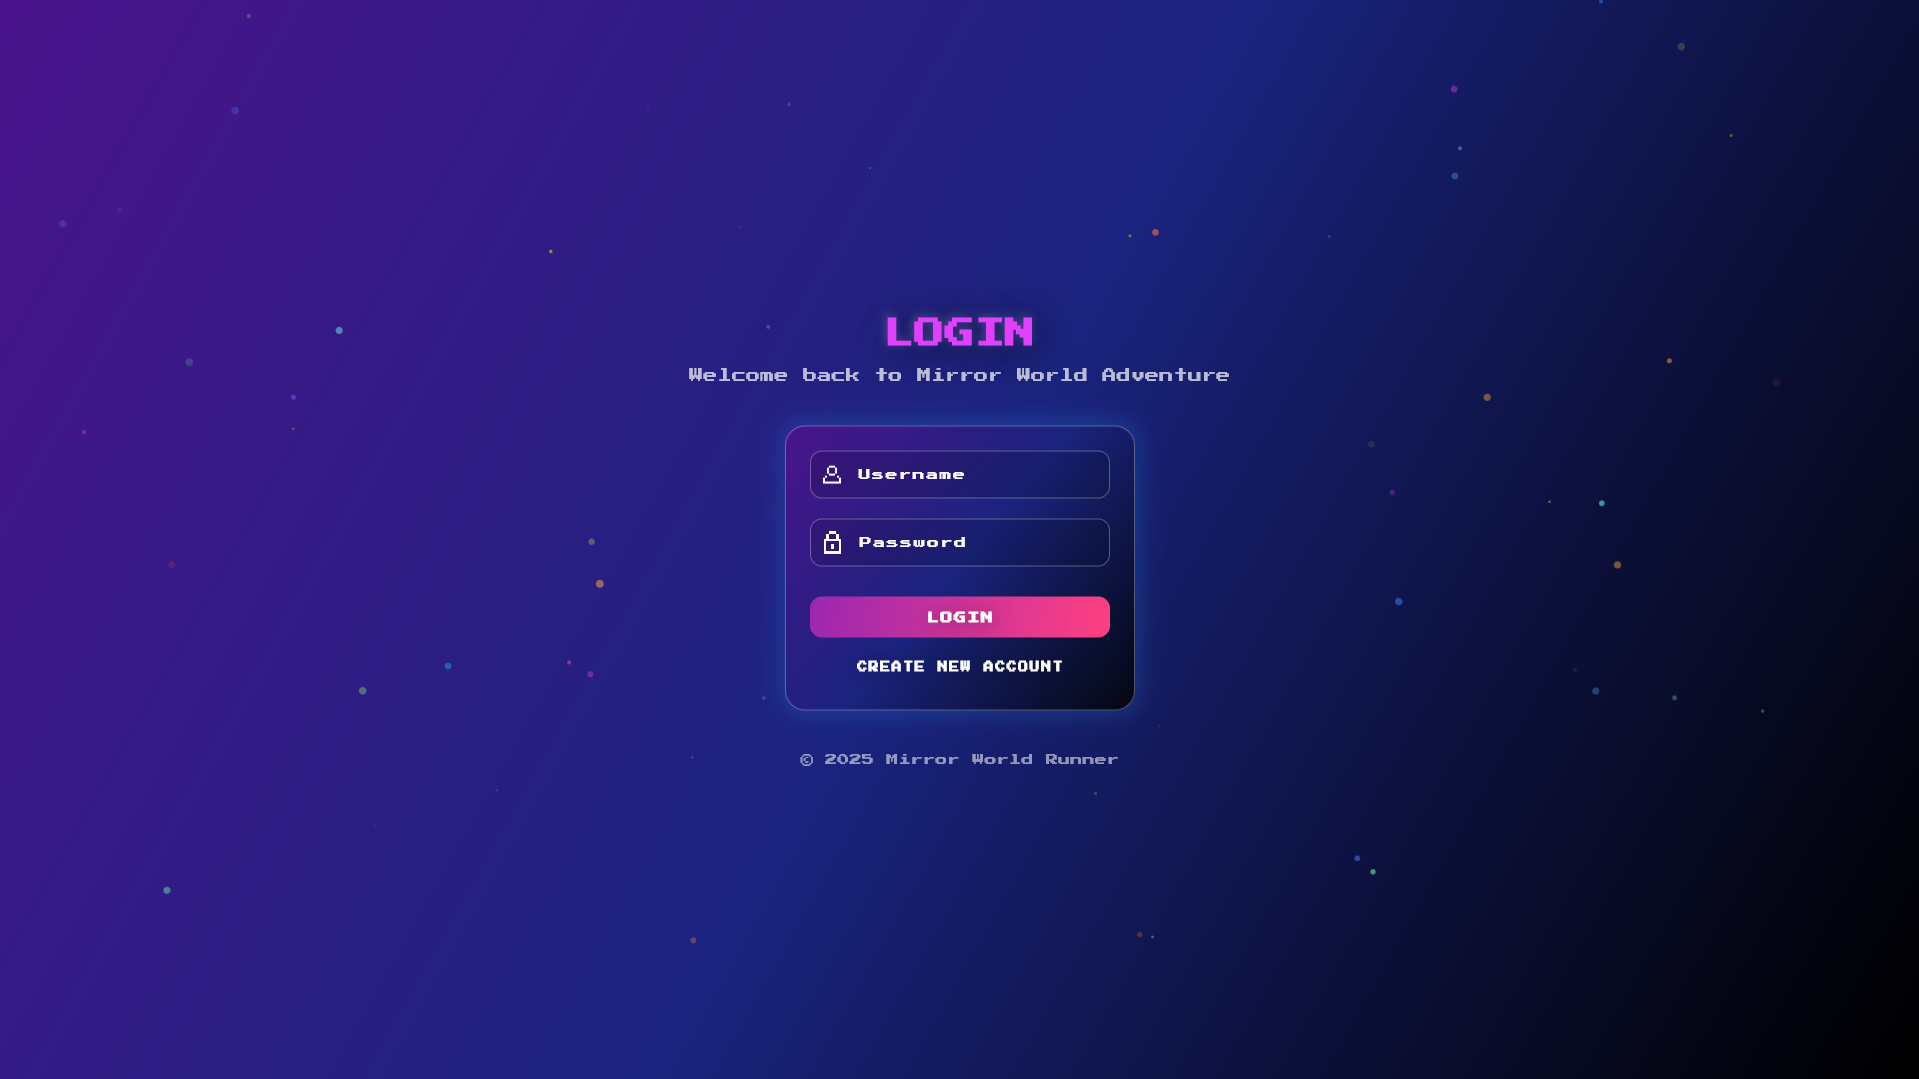 LOGIN
Welcome back to Mirror World Adventure
Username
Password
LOGIN
CREATE NEW ACCOUNT
© 2025 Mirror World Runner